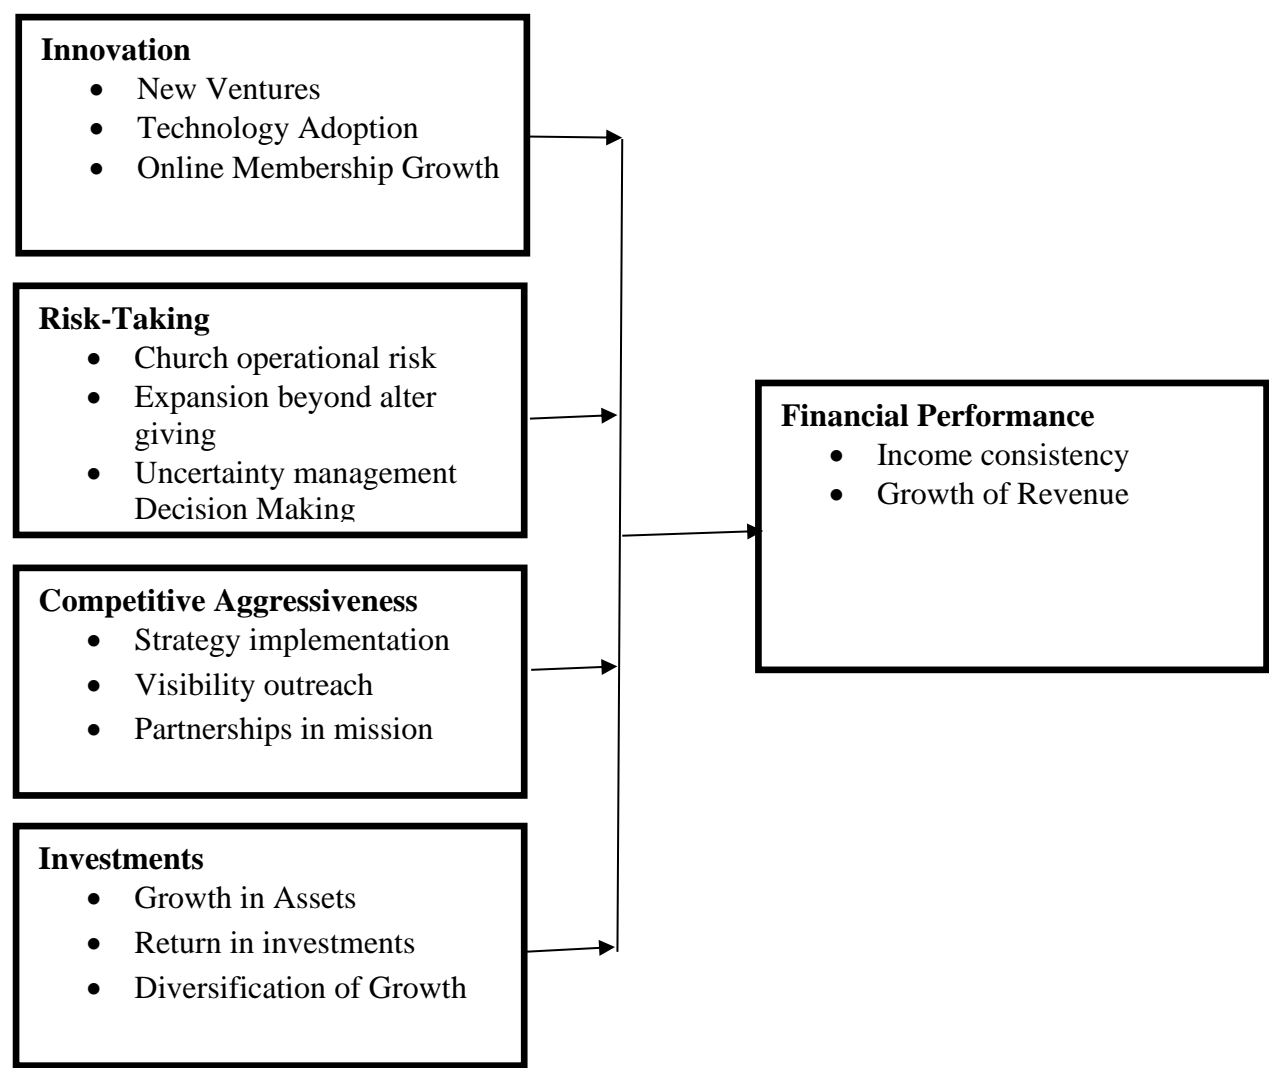 Innovation
• New Ventures
• Technology Adoption
• Online Membership Growth
Risk-Taking
• Church operational risk
• Expansion beyond alter
giving
• Uncertainty management
Decision Making
Competitive Aggressiveness
• Strategy implementation
• Visibility outreach
• Partnerships in mission
Investments
• Growth in Assets
• Return in investments
• Diversification of Growth
Financial Performance
• Income consistency
• Growth of Revenue